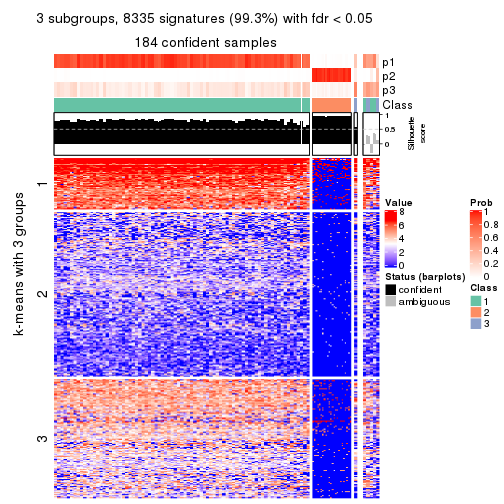 3 subgroups, 8335 signatures (99.3%) with fdr < 0.05
184 confident samples
p1
p2
p3
Class
1
0.5
0
Silhouette
score
k-means with 3 groups
1
2
3
Value
8
6
4
2
0
Status (barplots)
confident
ambiguous
Prob
1
0.8
0.6
0.4
0.2
0
Class
1
2
3